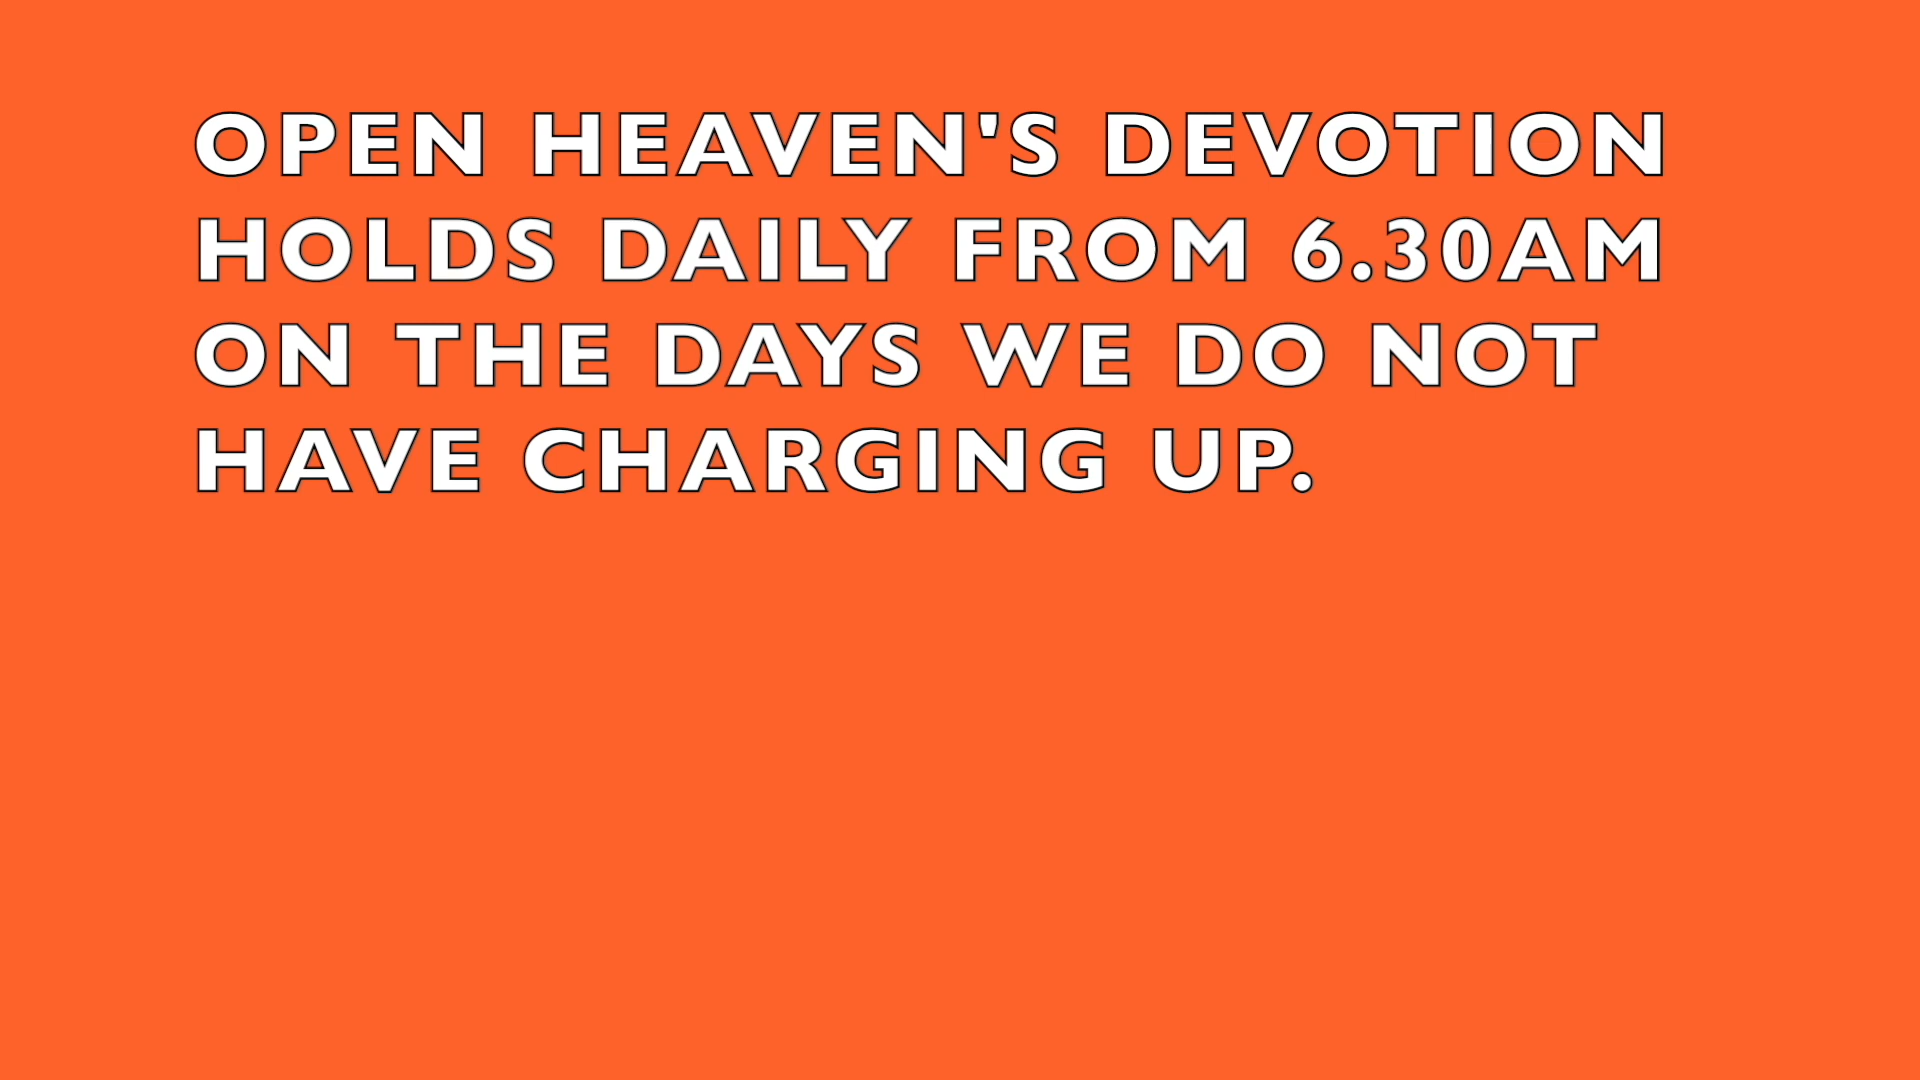 OPEN HEAVEN'S DEVOTION
HOLDS DAILY FROM 6.30AM
ON THE DAYS WE DO NOT
HAVE CHARGING UP.